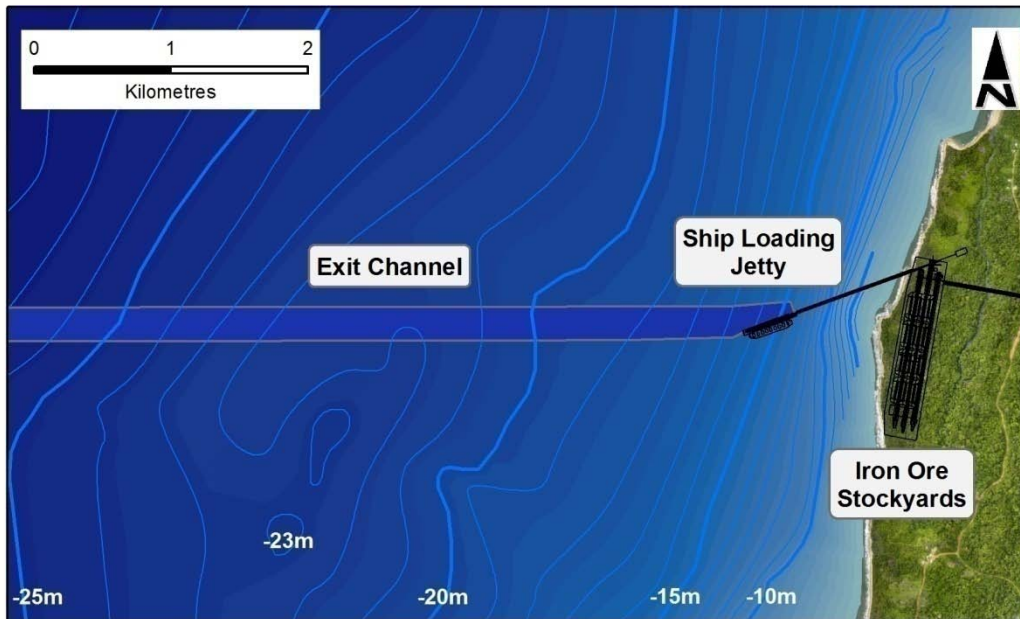 0 1 2
Kilometres
N
Exit Channel
Ship Loading
Jetty
Iron Ore
Stockyards
-23m
-25m -20m -15m -10m